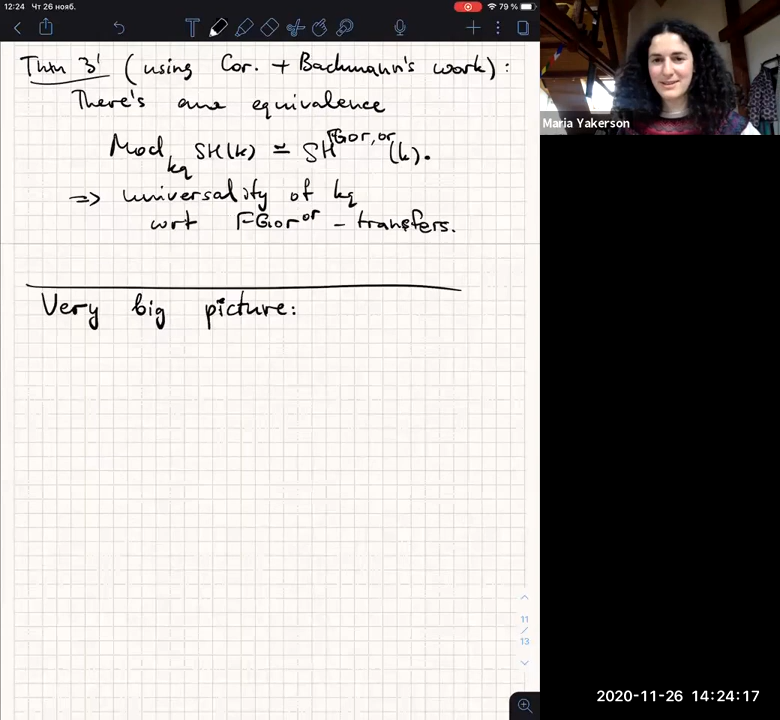 12:24 Чт 26 нояб.
79 %
Thm 3' (using Cor. + Bachmann's work):
There's an equivalence
Mod_kq SH(k) ≃ SH^FGor,or (k).
⇒ universality of kq
wrt FGor^or - transfers.
Very big picture:
Maria Yakerson
11
/
13
2020-11-26 14:24:17